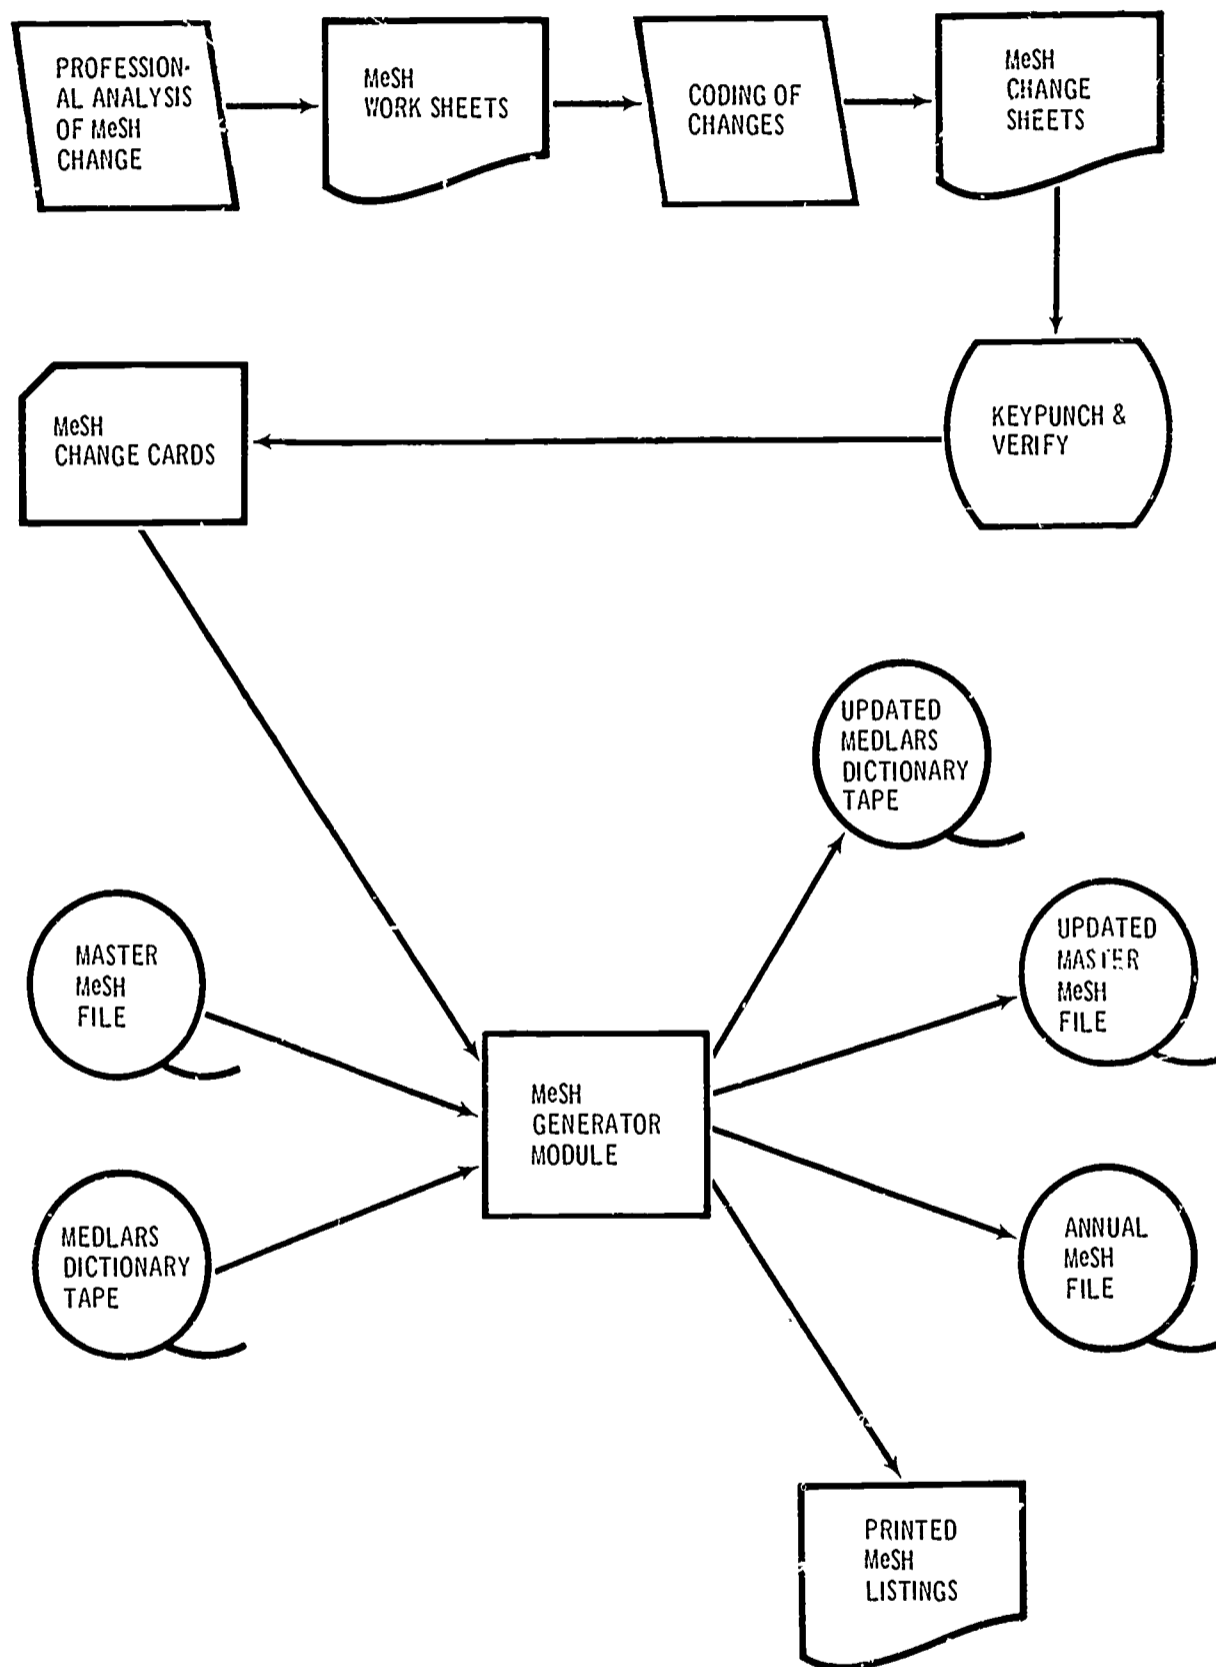 PROFESSION-
AL ANALYSIS
OF MeSH
CHANGE
MeSH
WORK SHEETS
CODING OF
CHANGES
MeSH
CHANGE
SHEETS
KEYPUNCH &
VERIFY
MeSH
CHANGE CARDS
UPDATED
MEDLARS
DICTIONARY
TAPE
MASTER
MeSH
FILE
UPDATED
MASTER
MeSH
FILE
MeSH
GENERATOR
MODULE
MEDLARS
DICTIONARY
TAPE
ANNUAL
MeSH
FILE
PRINTED
MeSH
LISTINGS